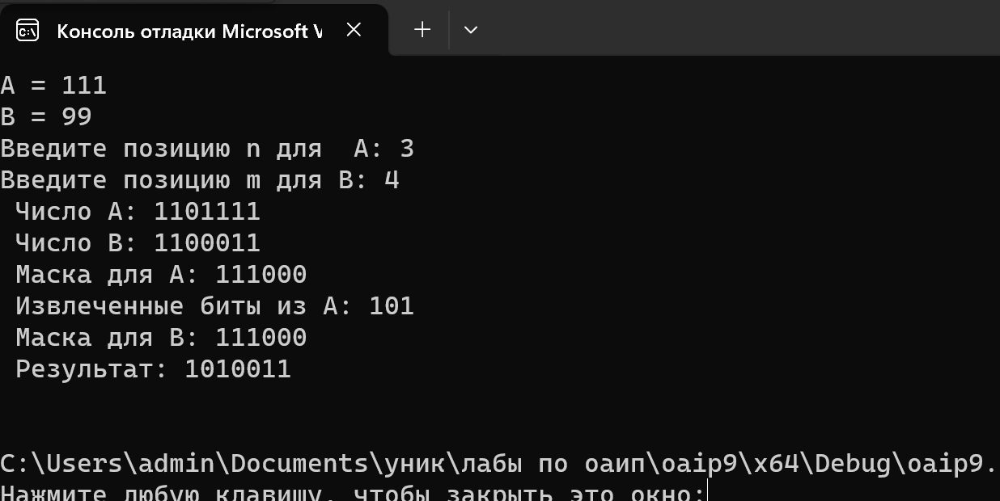 Консоль отладки Microsoft V
A = 111
B = 99
Введите позицию n для  A: 3
Введите позицию m для B: 4
Число A: 1101111
Число B: 1100011
Маска для A: 111000
Извлеченные биты из A: 101
Маска для B: 111000
Результат: 1010011
C:\Users\admin\Documents\уник\лабы по оаип\oaip9\x64\Debug\oaip9.
Нажмите любую клавишу, чтобы закрыть это окно: